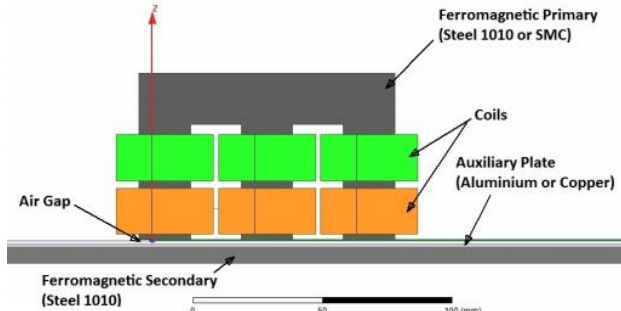 z
Ferromagnetic Primary
(Steel 1010 or SMC)
Coils
Auxiliary Plate
(Aluminium or Copper)
Air Gap
Ferromagnetic Secondary
(Steel 1010)
0
50
100 (mm)